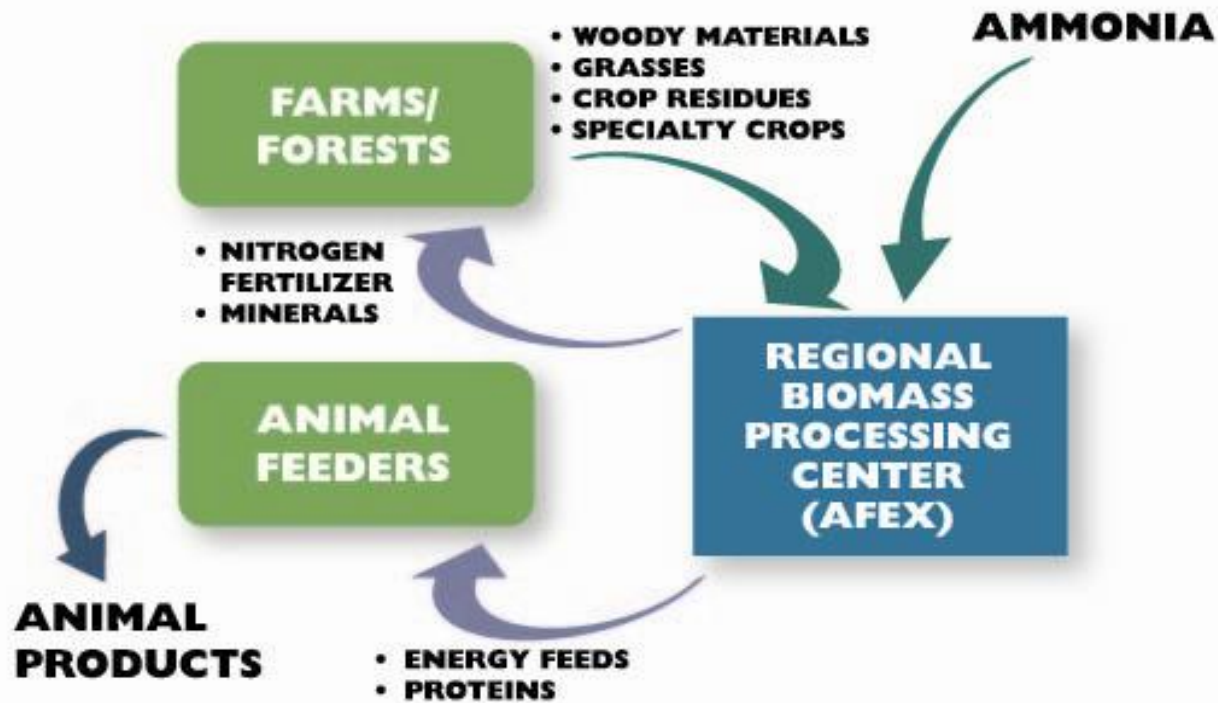 FARMS/
FORESTS
• WOODY MATERIALS
• GRASSES
• CROP RESIDUES
• SPECIALTY CROPS
AMMONIA
• NITROGEN
FERTILIZER
• MINERALS
REGIONAL
BIOMASS
PROCESSING
CENTER
(AFEX)
ANIMAL
FEEDERS
ANIMAL
PRODUCTS
• ENERGY FEEDS
• PROTEINS